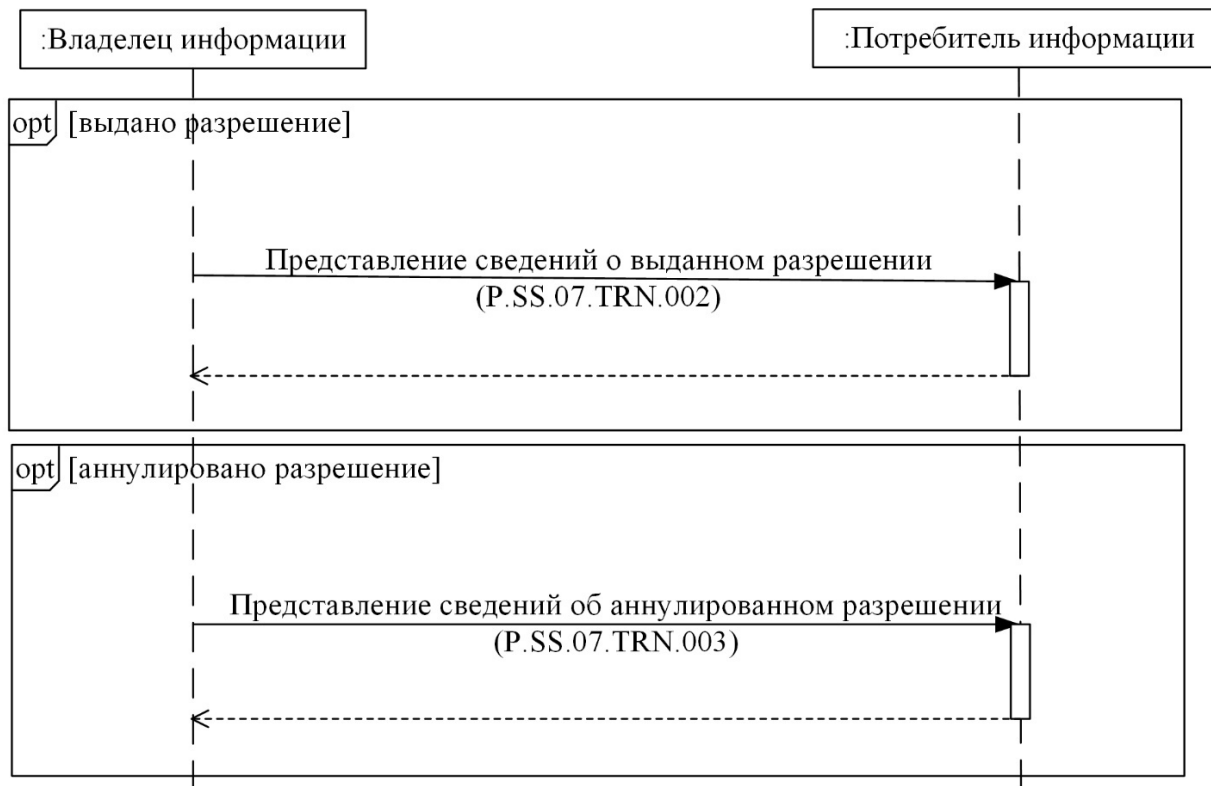 :Владелец информации
:Потребитель информации
opt [выдано разрешение]
Представление сведений о выданном разрешении
(P.SS.07.TRN.002)
opt [аннулировано разрешение]
Представление сведений об аннулированном разрешении
(P.SS.07.TRN.003)